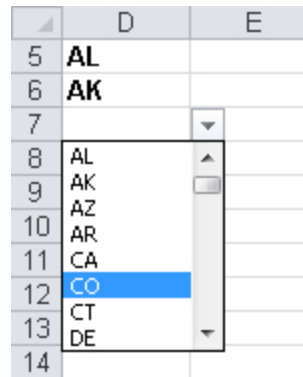 D E
5 AL
6 AK
7
8 AL
9 AK
AZ
10 AR
11 CA
12 CO
13 CT
DE
14